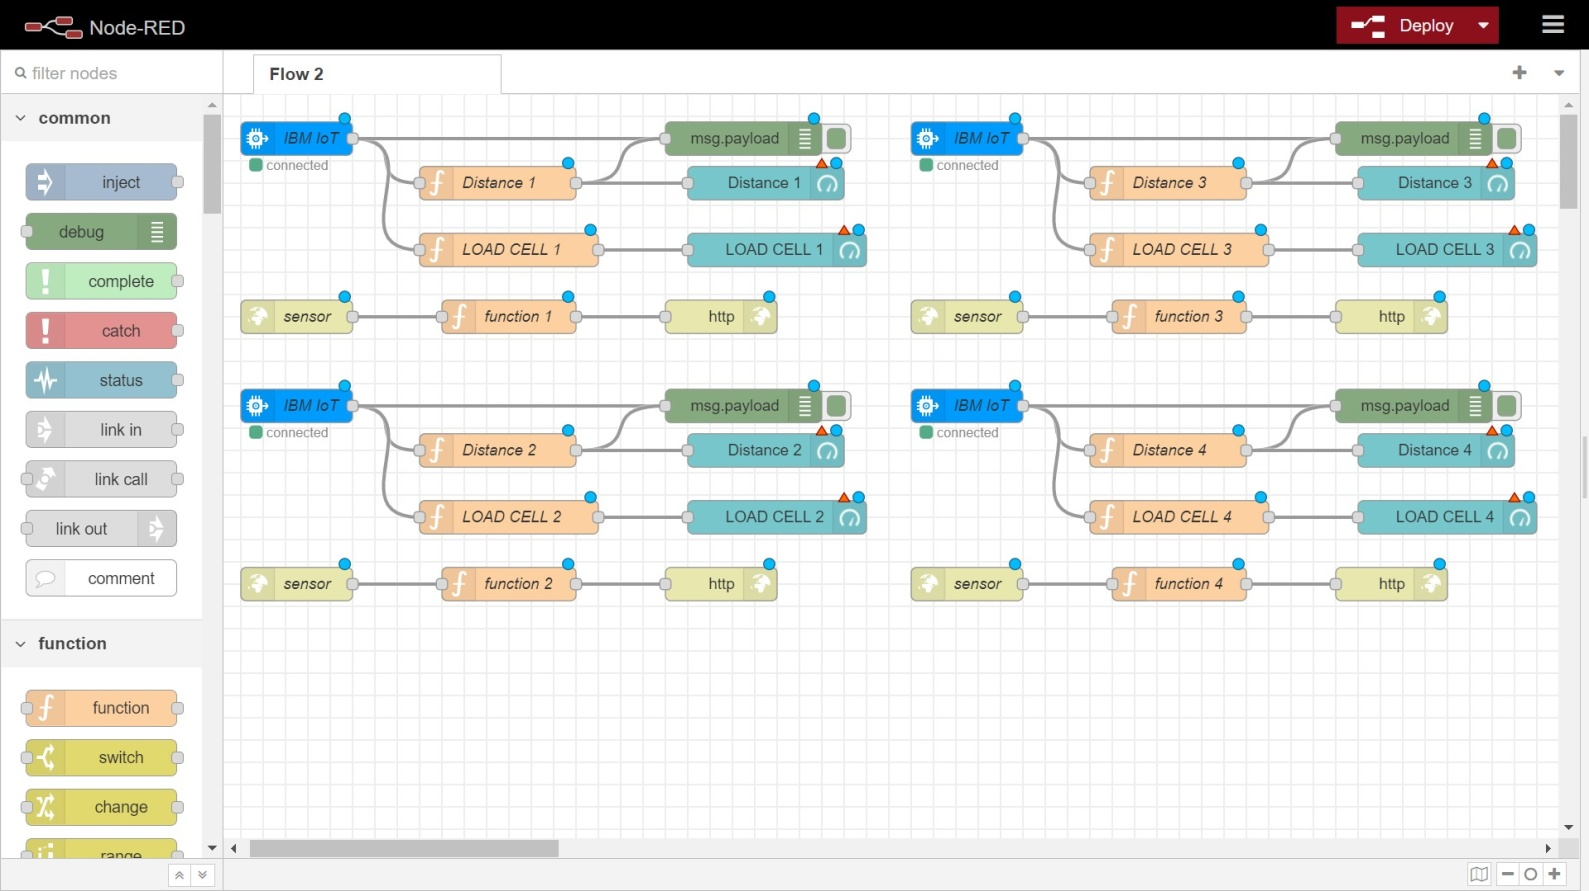 Node-RED
Deploy
filter nodes
Flow 2
common
inject
debug
complete
catch
status
link in
link call
link out
comment
function
function
switch
change
range
IBM IoT
connected
msg.payload
Distance 1
Distance 1
LOAD CELL 1
LOAD CELL 1
sensor
function 1
http
IBM IoT
connected
msg.payload
Distance 3
Distance 3
LOAD CELL 3
LOAD CELL 3
sensor
function 3
http
IBM IoT
connected
msg.payload
Distance 2
Distance 2
LOAD CELL 2
LOAD CELL 2
sensor
function 2
http
IBM IoT
connected
msg.payload
Distance 4
Distance 4
LOAD CELL 4
LOAD CELL 4
sensor
function 4
http